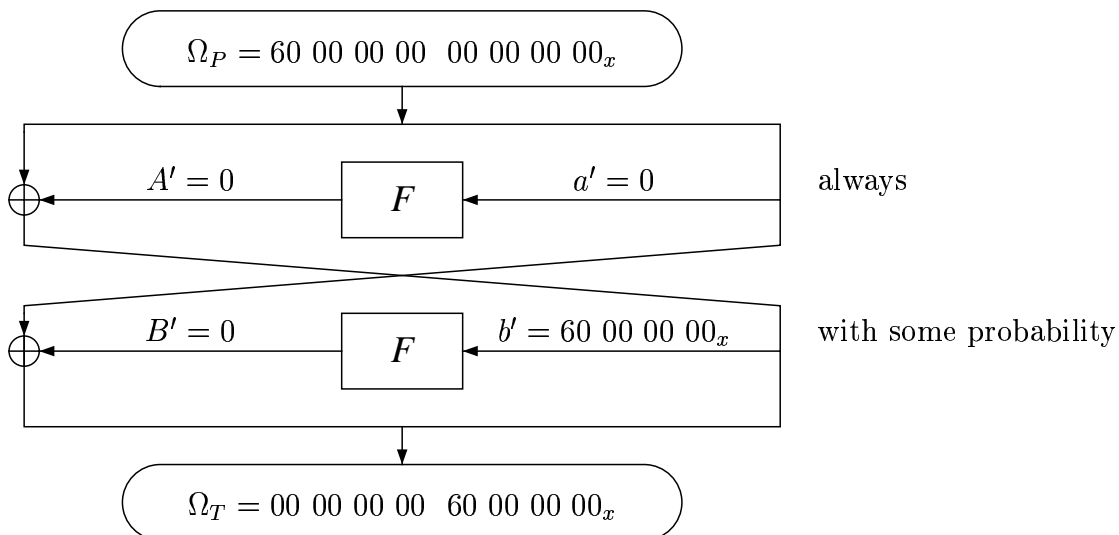 Ω_P = 60 00 00 00 00 00 00 00_x
A′ = 0 F a′ = 0 always
B′ = 0 F b′ = 60 00 00 00_x with some probability
Ω_T = 00 00 00 00 60 00 00 00_x